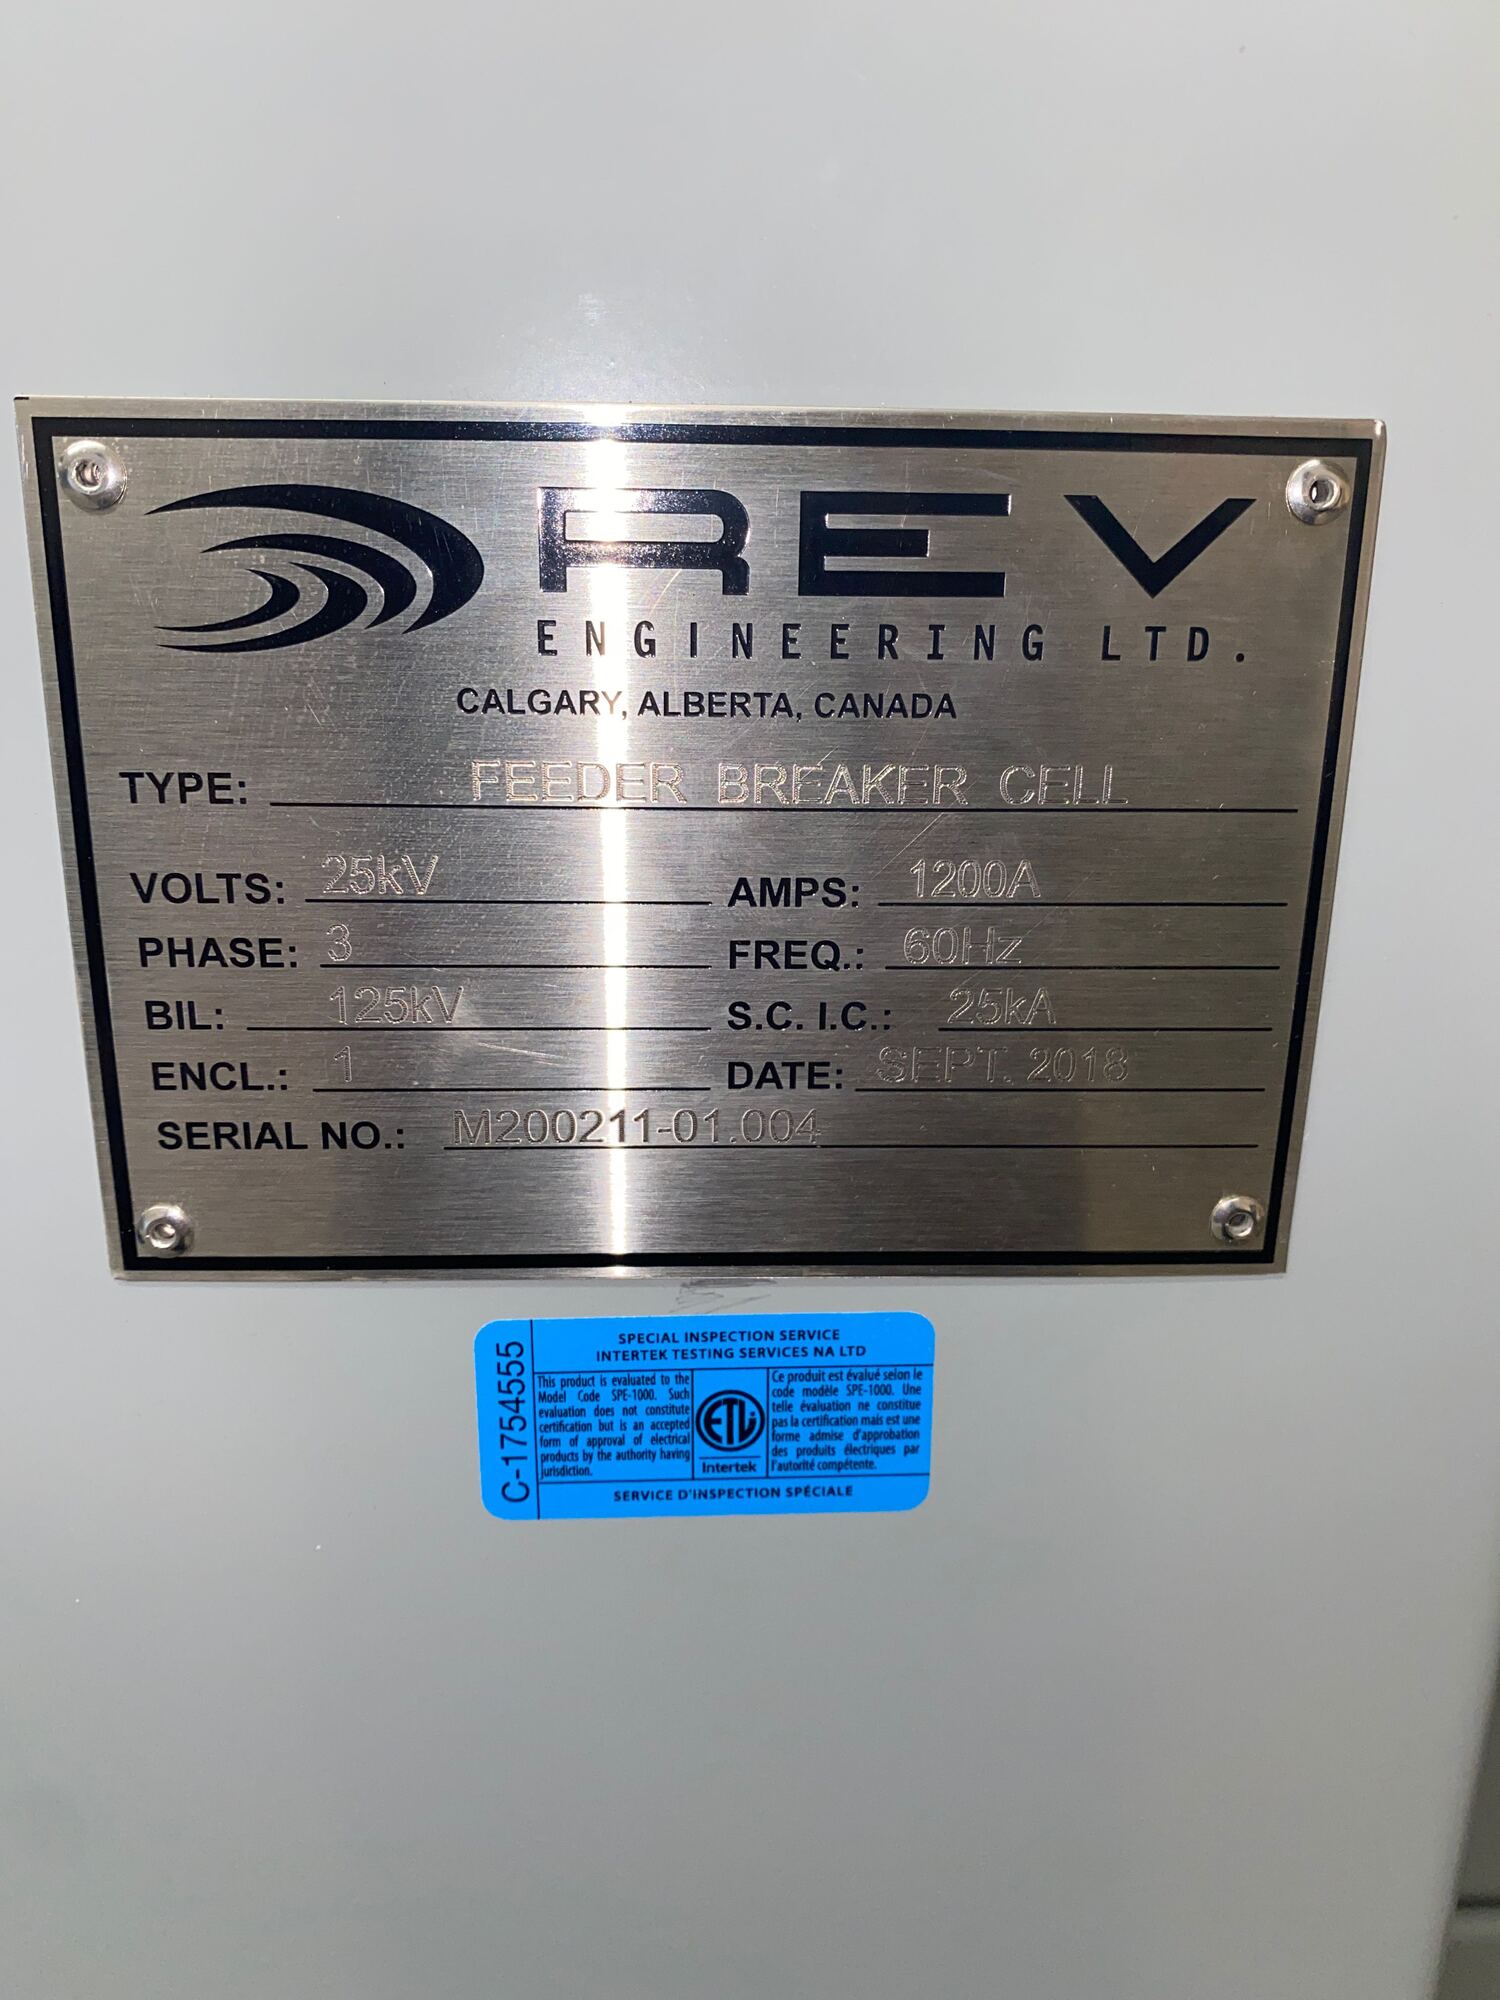 REV
ENGINEERING LTD.
CALGARY, ALBERTA, CANADA
TYPE: FEEDER BREAKER CELL
VOLTS: 25kV AMPS: 1200A
PHASE: 3 FREQ.: 60Hz
BIL: 125kV S.C. I.C.: 25kA
ENCL.: 1 DATE: SEPT. 2018
SERIAL NO.: M200211-01.004
C-1754555
SPECIAL INSPECTION SERVICE
INTERTEK TESTING SERVICES NA LTD
This product is evaluated to the
Model Code SPE-1000. Such
evaluation does not constitute
certification but is an accepted
form of approval of electrical
products by the authority having
jurisdiction.
ETL
Intertek
Ce produit est évalué selon le
code modèle SPE-1000. Une
telle évaluation ne constitue
pas la certification mais est une
forme admise d'approbation
des produits électriques par
l'autorité compétente.
SERVICE D'INSPECTION SPÉCIALE